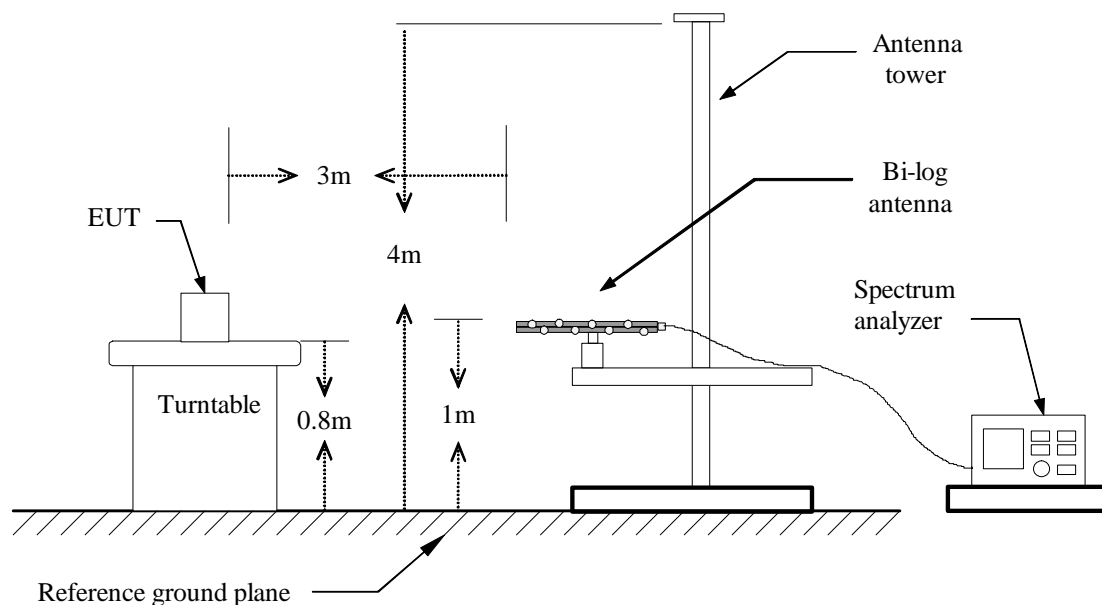 Antenna
tower
3m
Bi-log
antenna
EUT
4m
Spectrum
analyzer
Turntable
0.8m
1m
Reference ground plane